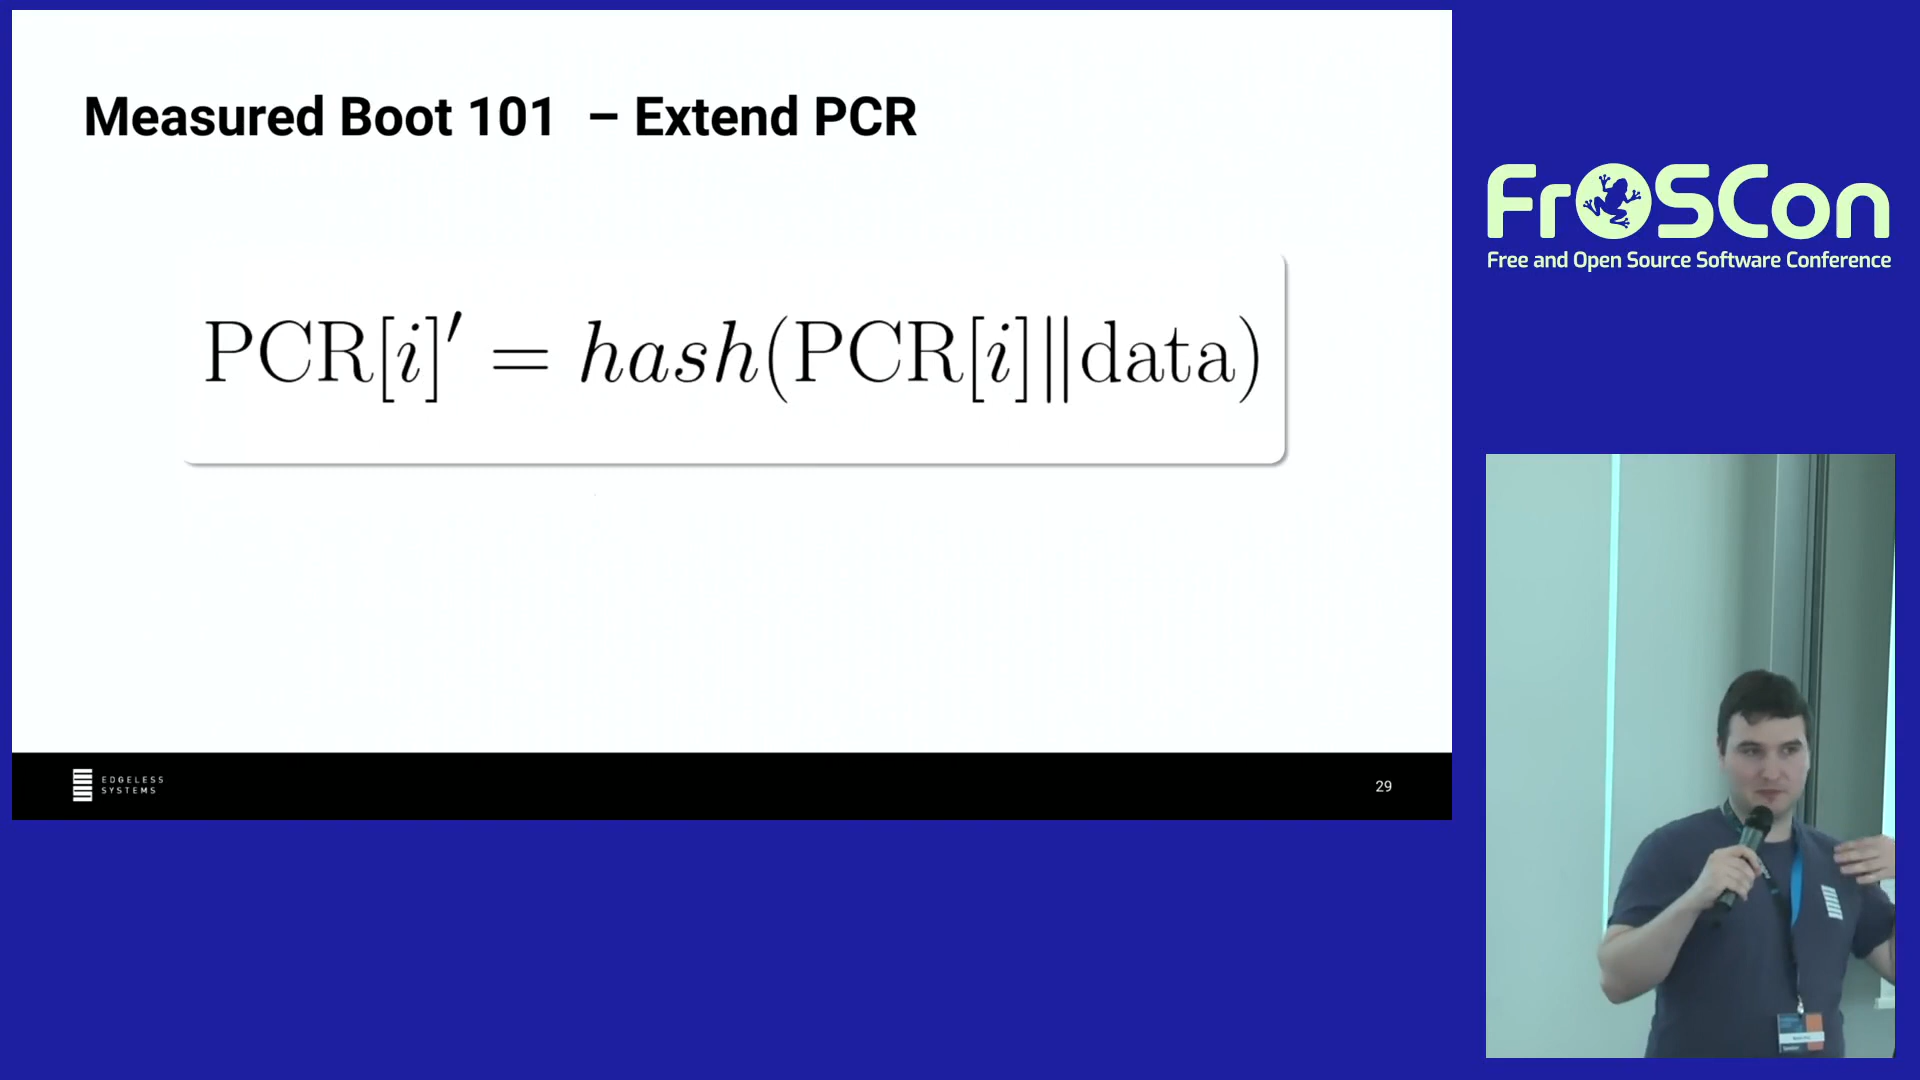 Measured Boot 101 – Extend PCR
PCR[i]′ = hash(PCR[i]||data)
EDGELESS
SYSTEMS
29
FrOSCon
Free and Open Source Software Conference